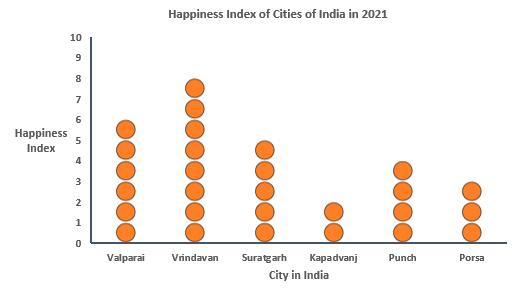 Happiness Index of Cities of India in 2021
10
9
8
7
6
5
4
3
2
1
0
Happiness
Index
Valparai Vrindavan Suratgarh Kapadvanj Punch Porsa
City in India